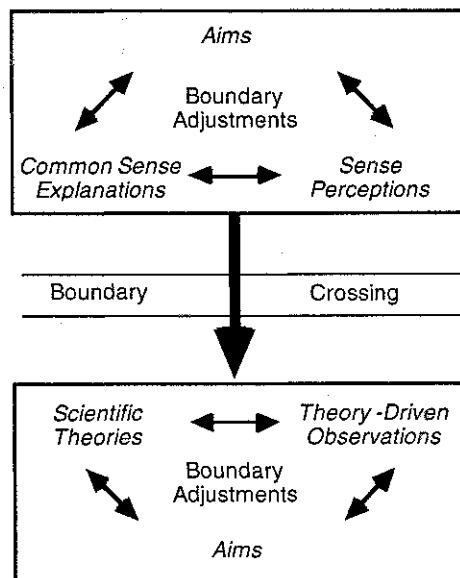 Aims
Boundary
Adjustments
Common Sense
Explanations
Sense
Perceptions
Boundary Crossing
Scientific
Theories
Theory -Driven
Observations
Boundary
Adjustments
Aims